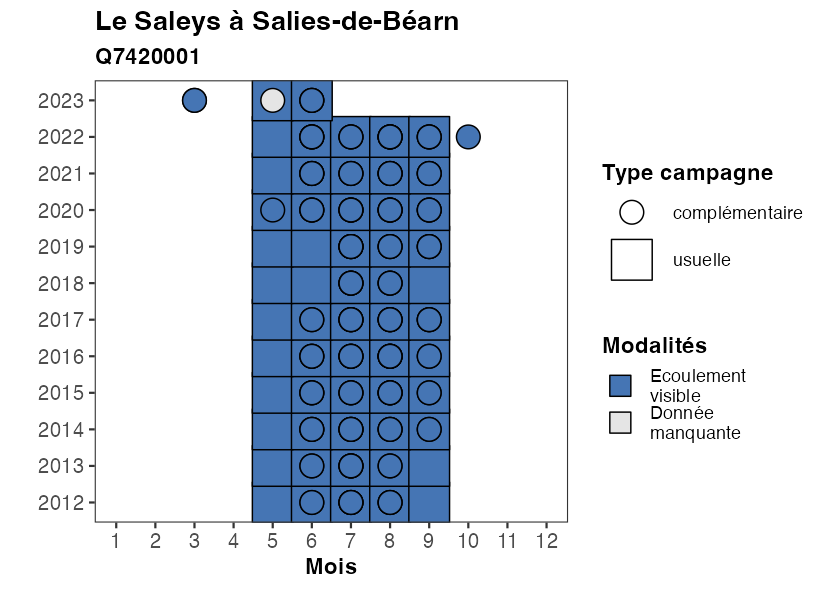 Le Saleys à Salies-de-Béarn
Q7420001
2023
2022
2021
2020
2019
2018
2017
2016
2015
2014
2013
2012
1 2 3 4 5 6 7 8 9 10 11 12
Mois
Type campagne
complémentaire
usuelle
Modalités
Ecoulement
visible
Donnée
manquante